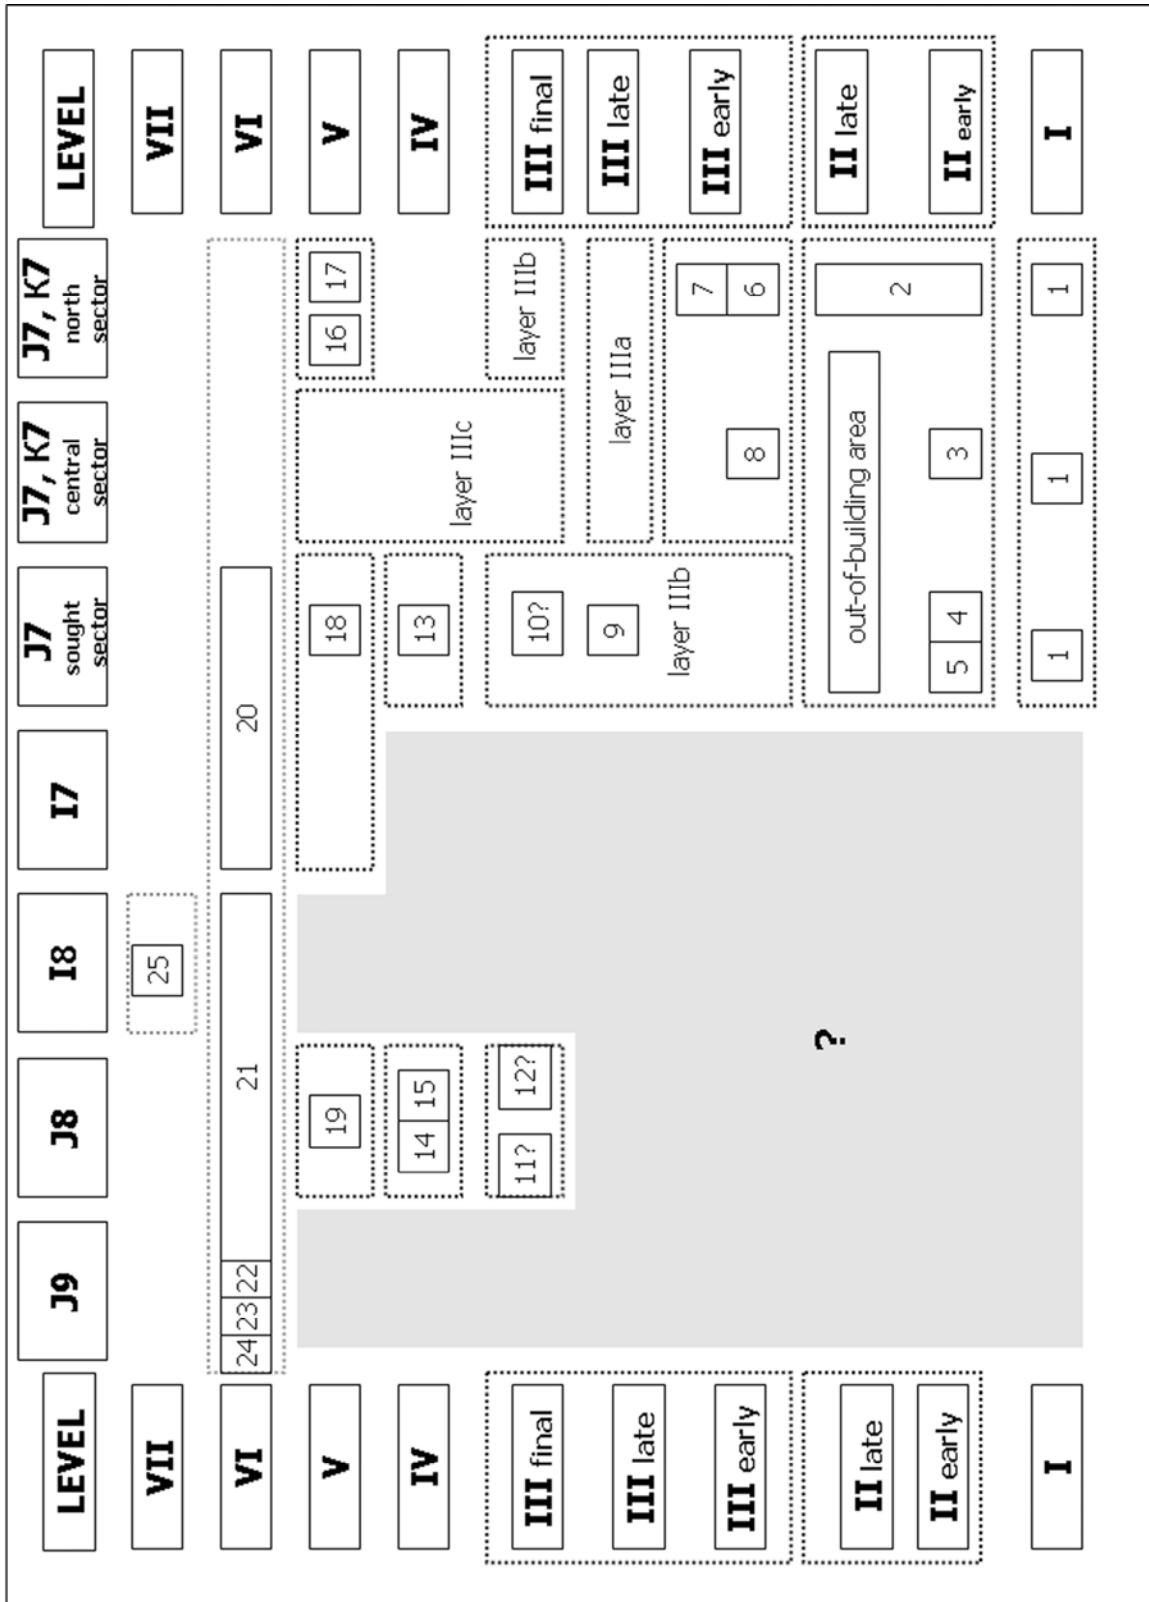 LEVEL
J9
J8
I8
I7
J7
sought
sector
J7, K7
central
sector
J7, K7
north
sector
LEVEL
VII
25
VII
VI
24
23
22
21
20
VI
V
19
18
16
17
V
IV
14
15
13
layer IIIc
IV
III final
11?
12?
10?
layer IIIb
III final
III late
9
layer IIIa
III late
layer IIIb
III early
7
8
6
III early
II late
?
out-of-building area
2
II late
II early
5
4
3
II early
I
1
1
1
I